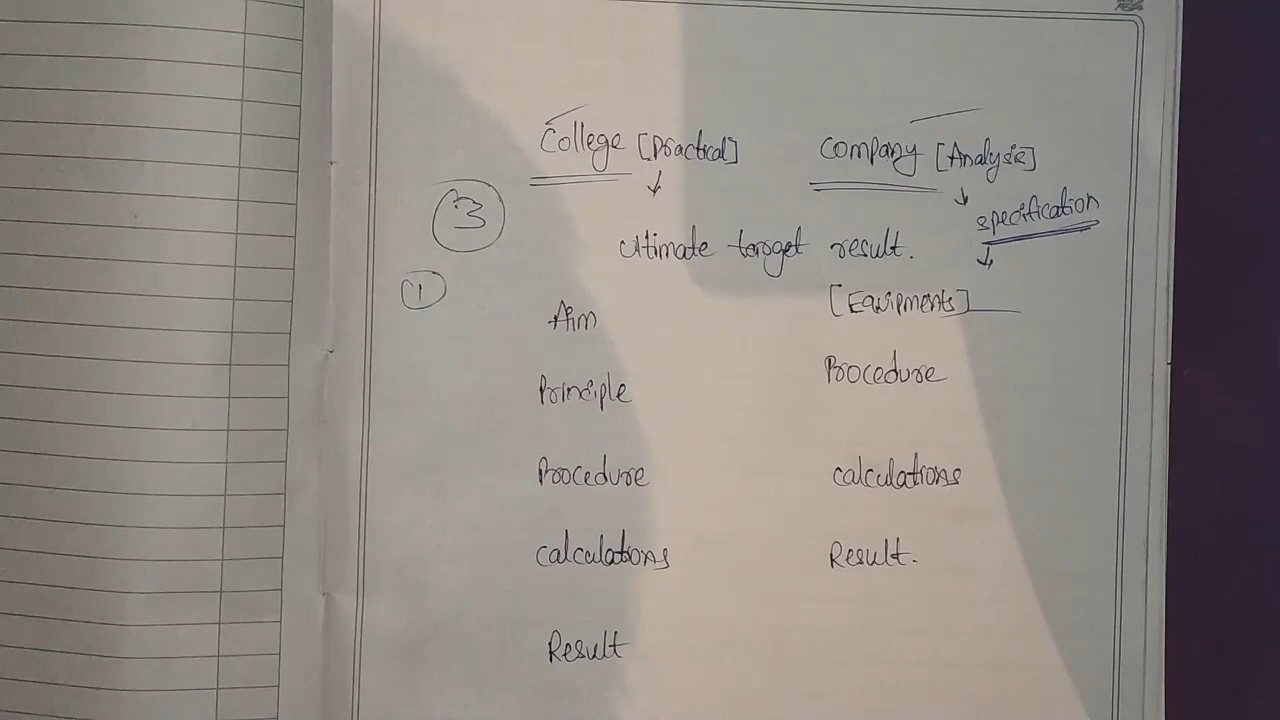 College [Practical]
Company [Analysis]
3
specification
Ultimate target result.
1
[Equipments]
Aim
Procedure
Principle
Procedure
calculations
calculations
Result.
Result